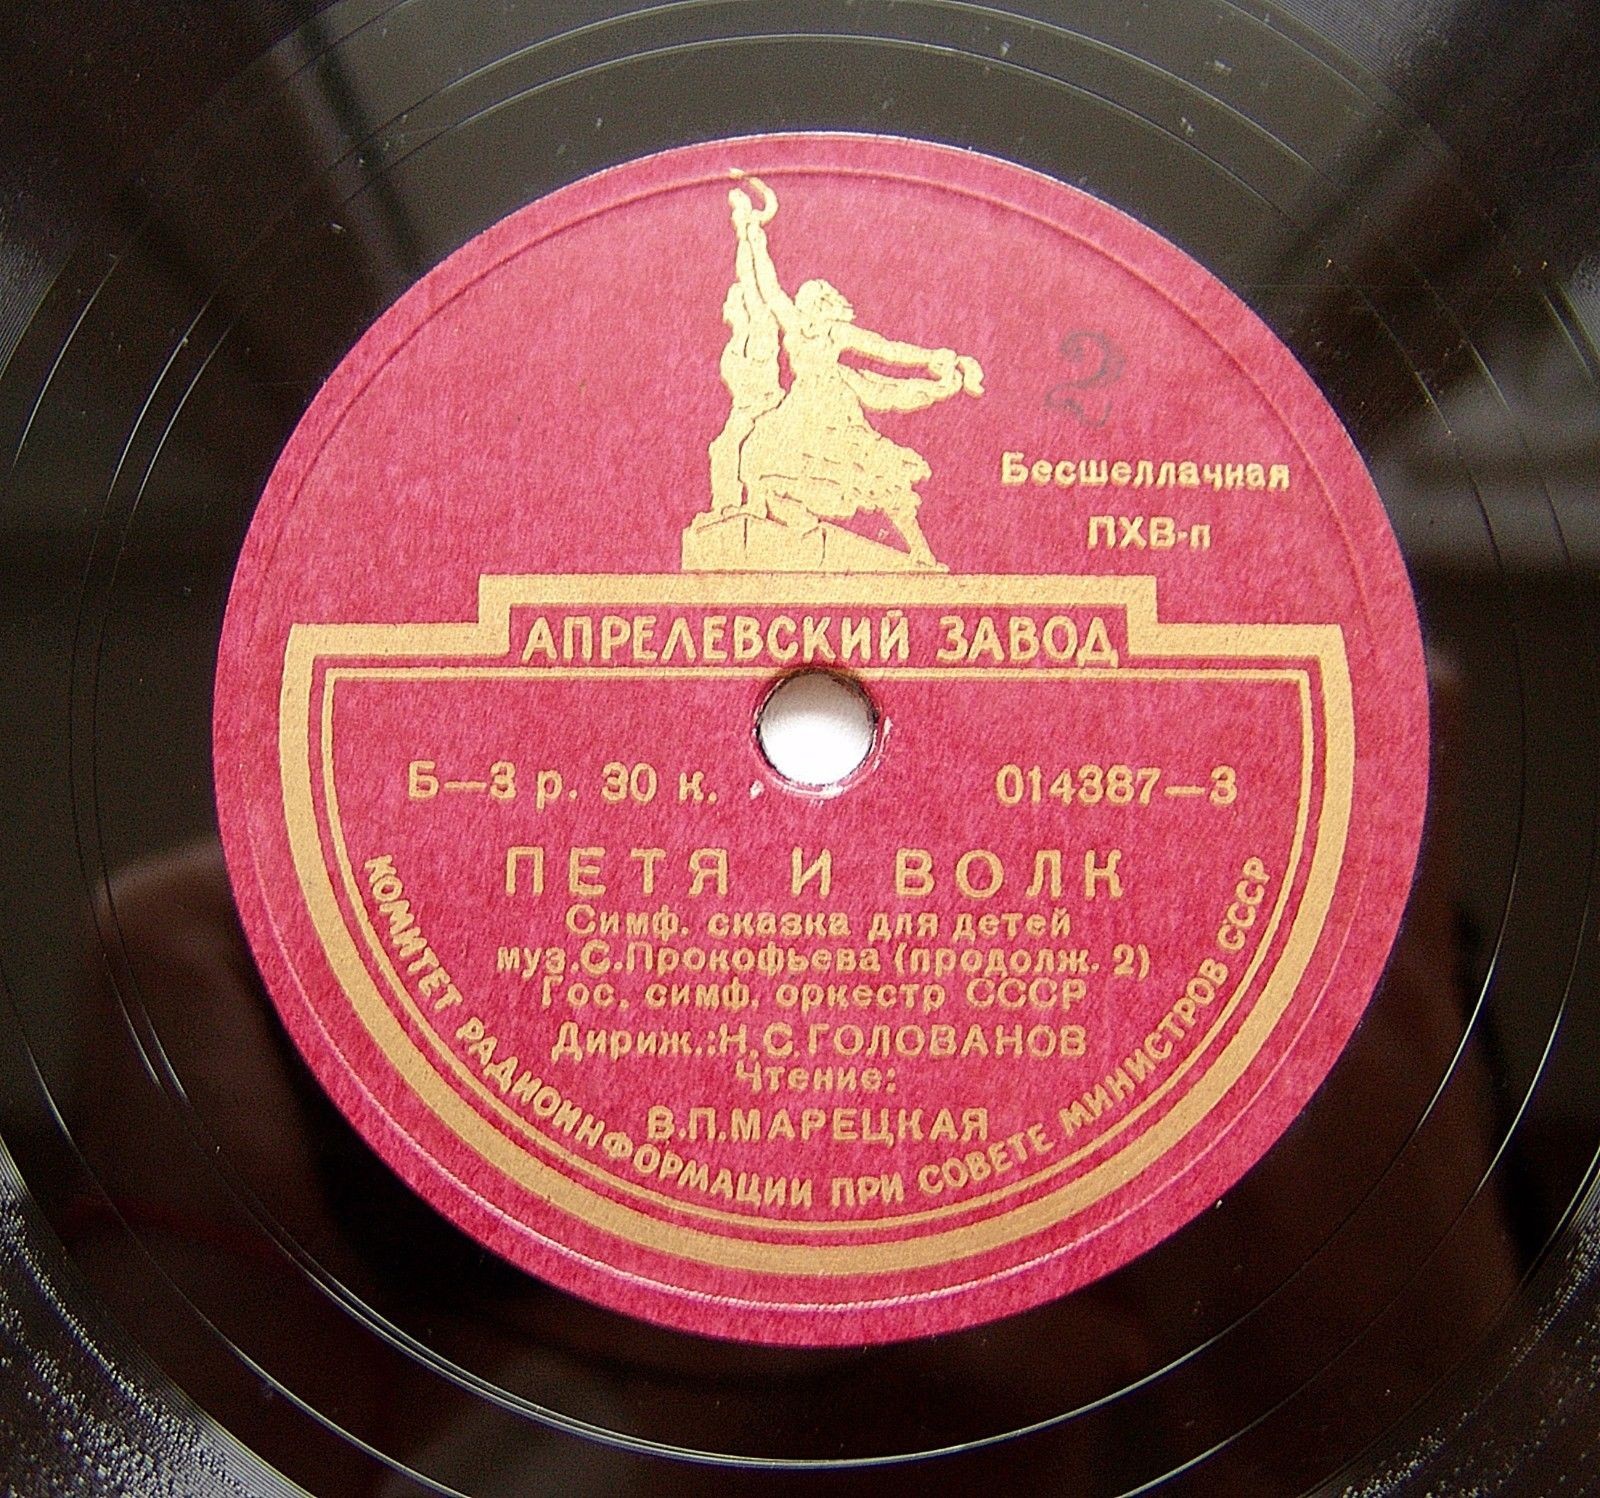 2
Бесшеллачная
ПХВ-п
АПРЕЛЕВСКИЙ ЗАВОД
Б—3 р. 30 к. 014387—3
ПЕТЯ И ВОЛК
Симф. сказка для детей
муз. С. Прокофьева (продолж. 2)
Гос. симф. оркестр СССР
Дириж.: Н. С. ГОЛОВАНОВ
Чтение:
В. П. МАРЕЦКАЯ
КОМИТЕТ РАДИОИНФОРМАЦИИ ПРИ СОВЕТЕ МИНИСТРОВ СССР